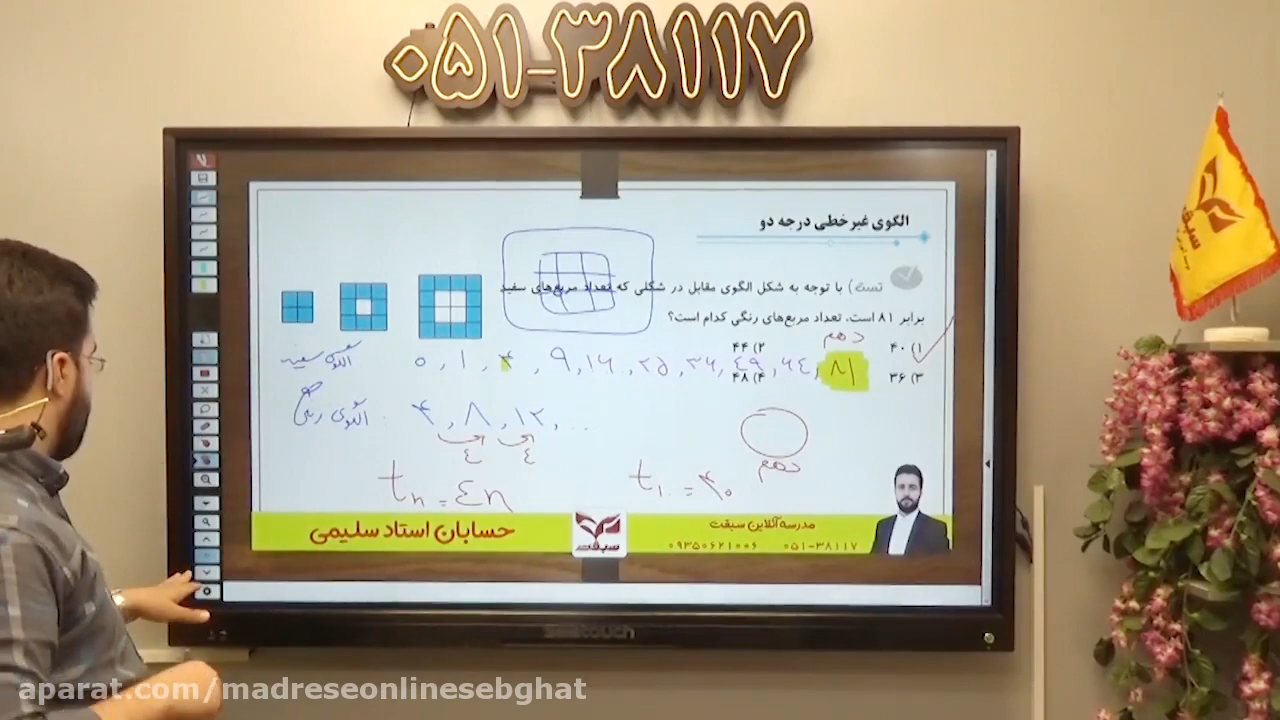 ۰۵۱-۳۸۱۱۷
الگوی غیرخطی درجه دو
تست) با توجه به شکل الگوی مقابل در شکلی که تعداد مربع‌های سفید
برابر ۸۱ است، تعداد مربع‌های رنگی کدام است؟
۱) ۴۰
۲) ۴۴
۳) ۳۶
۴) ۴۸
دهم
الگوی سفید
۰, ۱, ۴, ۹, ۱۶, ۲۵, ۳۶, ۴۹, ۶۴, ۸۱
الگوی رنگی
۴, ۸, ۱۲, ...
۴ ۴
دهم
tn = ۴n
t۱۰ = ۴۰
حسابان استاد سلیمی
سبقت
مدرسه آنلاین سبقت
۰۹۳۵۰۶۲۱۰۰۶ ۰۵۱-۳۸۱۱۷
سبقت
aparat.com/madreseonlinesebghat